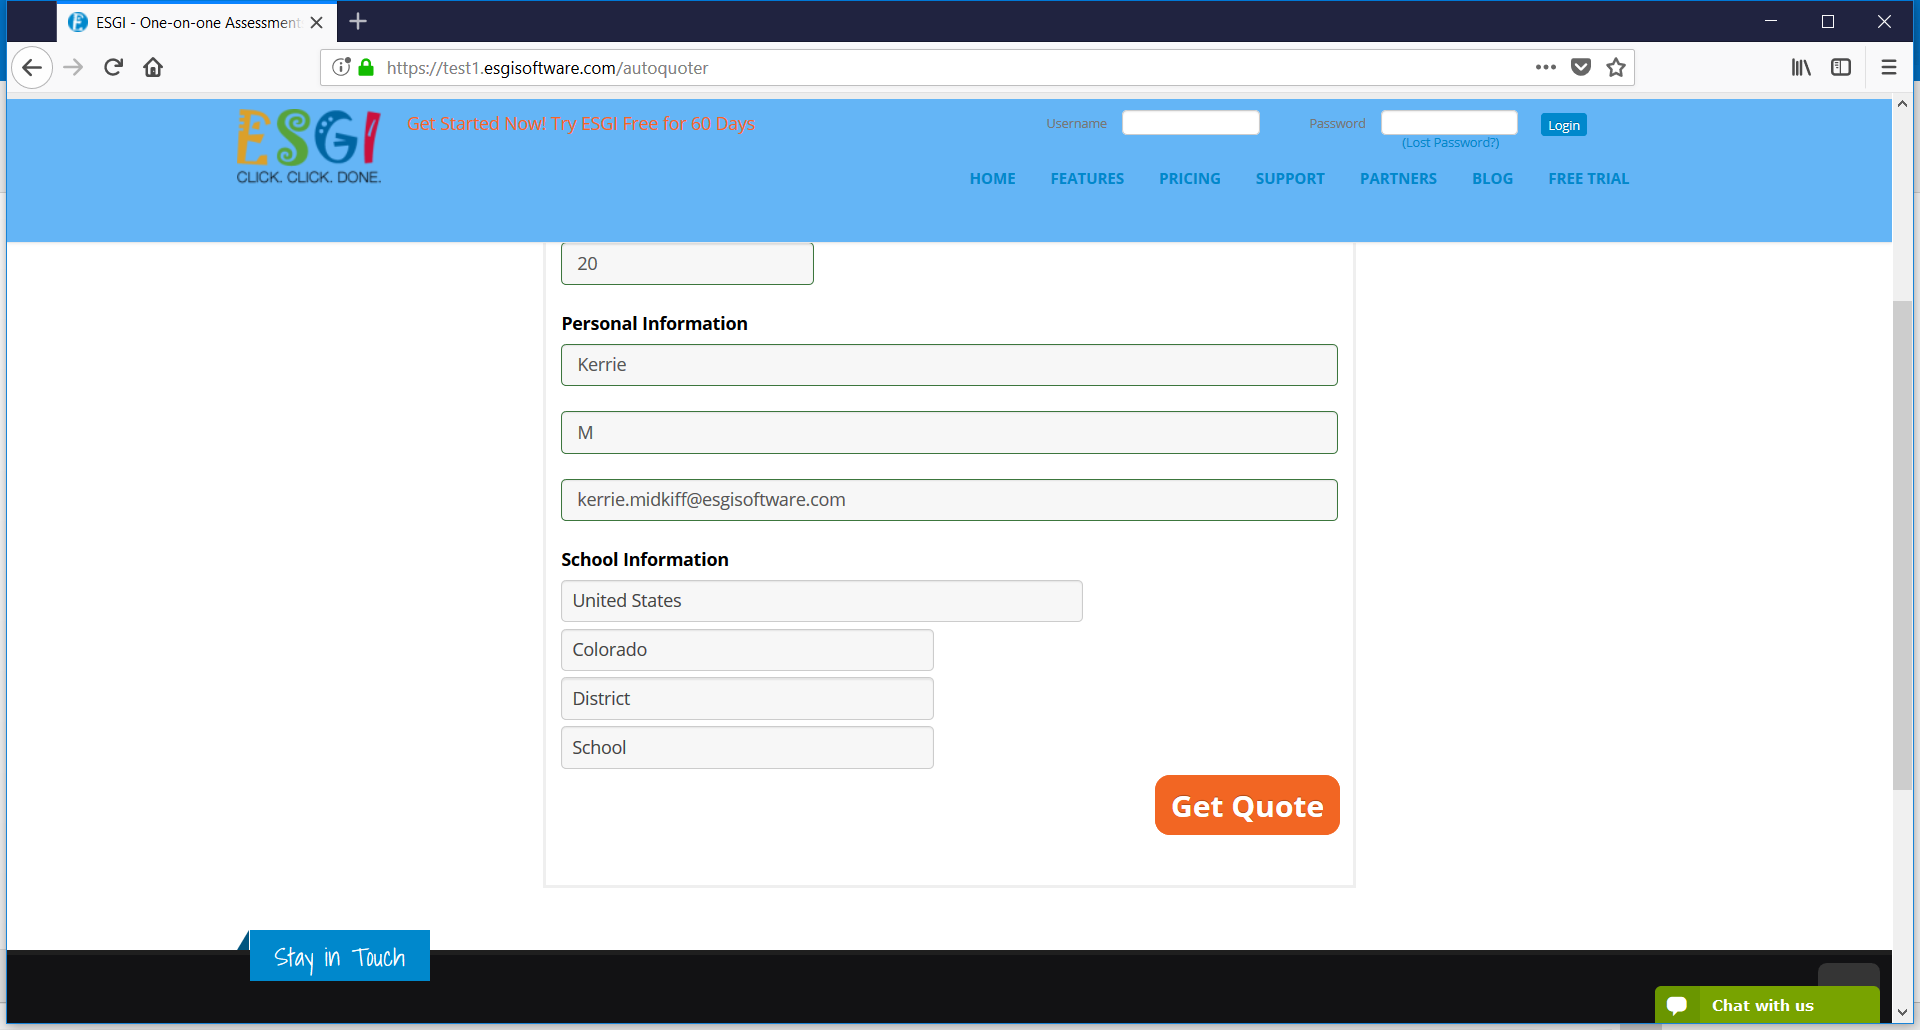 ESGI - One-on-one Assessment
https://test1.esgisoftware.com/autoquoter
ESGI
CLICK. CLICK. DONE.
Get Started Now! Try ESGI Free for 60 Days
Username
Password
Login
(Lost Password?)
HOME FEATURES PRICING SUPPORT PARTNERS BLOG FREE TRIAL
20
Personal Information
Kerrie
M
kerrie.midkiff@esgisoftware.com
School Information
United States
Colorado
District
School
Get Quote
Stay in Touch
Chat with us